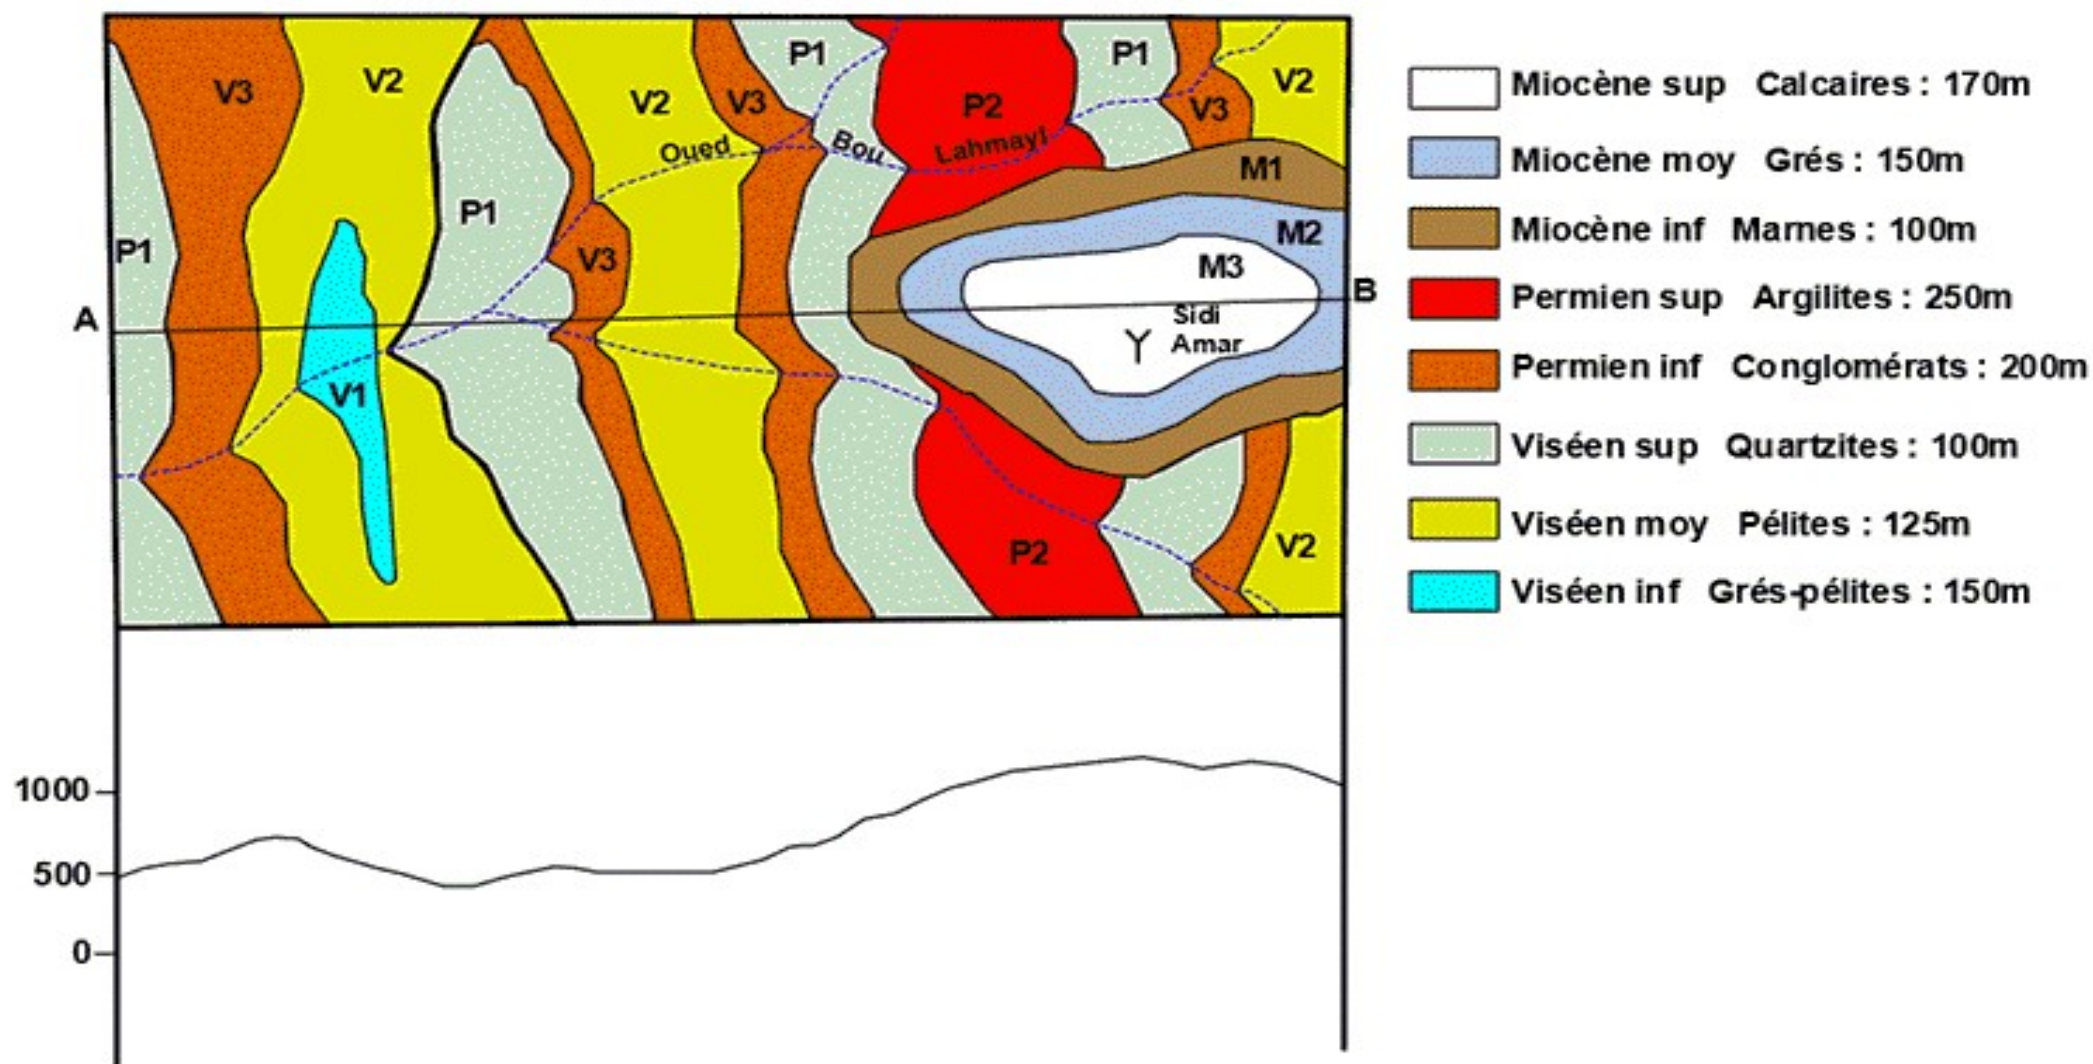 P1
V3
V2
P1
V1
P1
V3
V2
V3
Oued
Bou
Lahmayl
P1
P2
P1
V3
V2
M1
M2
M3
Sidi
Amar
P2
V2
A
B
1000
500
0
Miocène sup Calcaires : 170m
Miocène moy Grés : 150m
Miocène inf Marnes : 100m
Permien sup Argilites : 250m
Permien inf Conglomérats : 200m
Viséen sup Quartzites : 100m
Viséen moy Pélites : 125m
Viséen inf Grés-pélites : 150m